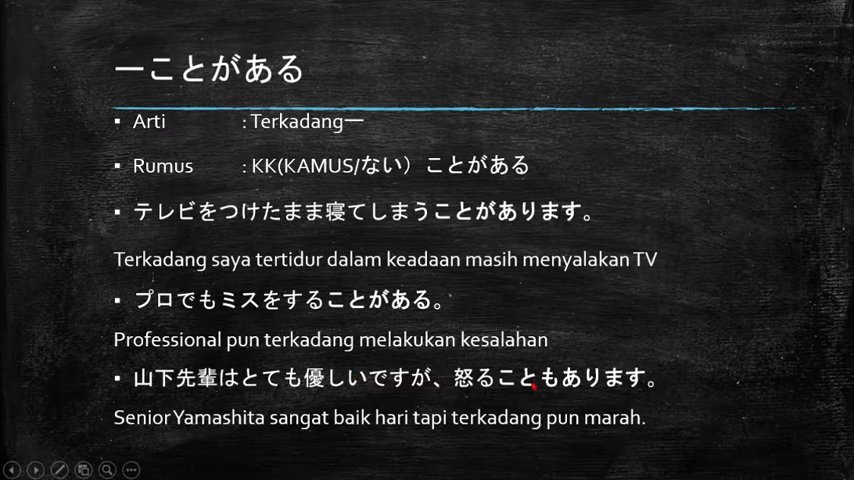 ーことがある
Arti : Terkadangー
Rumus : KK(KAMUS/ない）ことがある
テレビをつけたまま寝てしまうことがあります。
Terkadang saya tertidur dalam keadaan masih menyalakan TV
プロでもミスをすることがある。
Professional pun terkadang melakukan kesalahan
山下先輩はとても優しいですが、怒ることもあります。
Senior Yamashita sangat baik hari tapi terkadang pun marah.